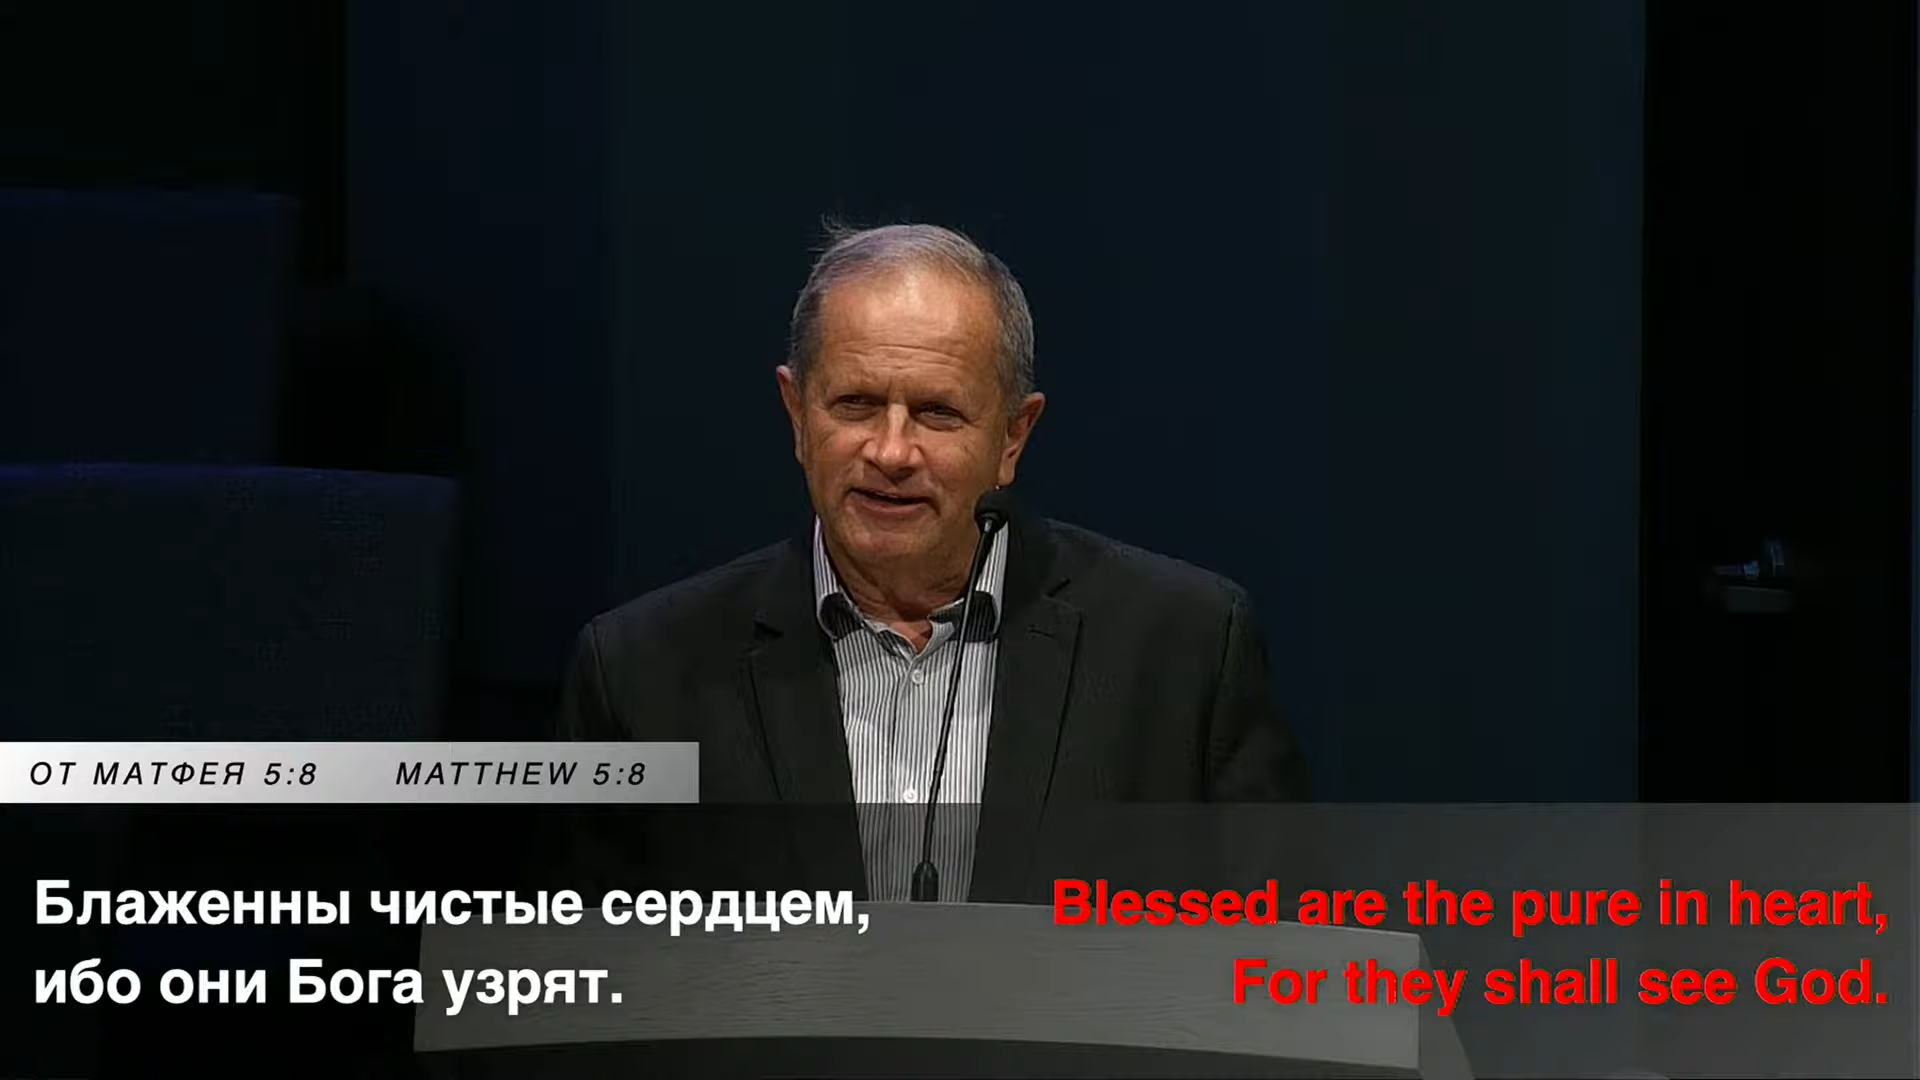 ОТ МАТФЕЯ 5:8 MATTHEW 5:8
Блаженны чистые сердцем,
ибо они Бога узрят.
Blessed are the pure in heart,
For they shall see God.